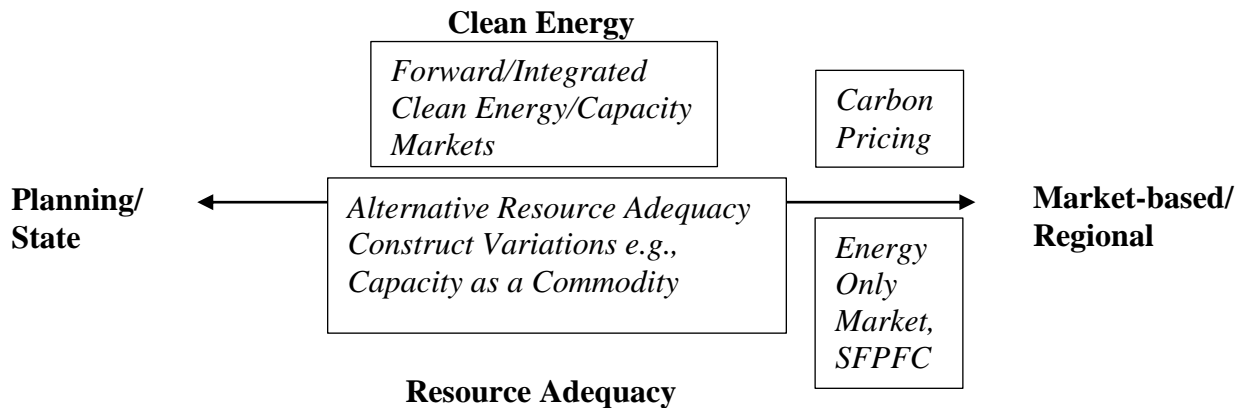 Clean Energy
Forward/Integrated
Clean Energy/Capacity
Markets
Carbon
Pricing
Planning/
State
Alternative Resource Adequacy
Construct Variations e.g.,
Capacity as a Commodity
Market-based/
Regional
Energy
Only
Market,
SFPFC
Resource Adequacy